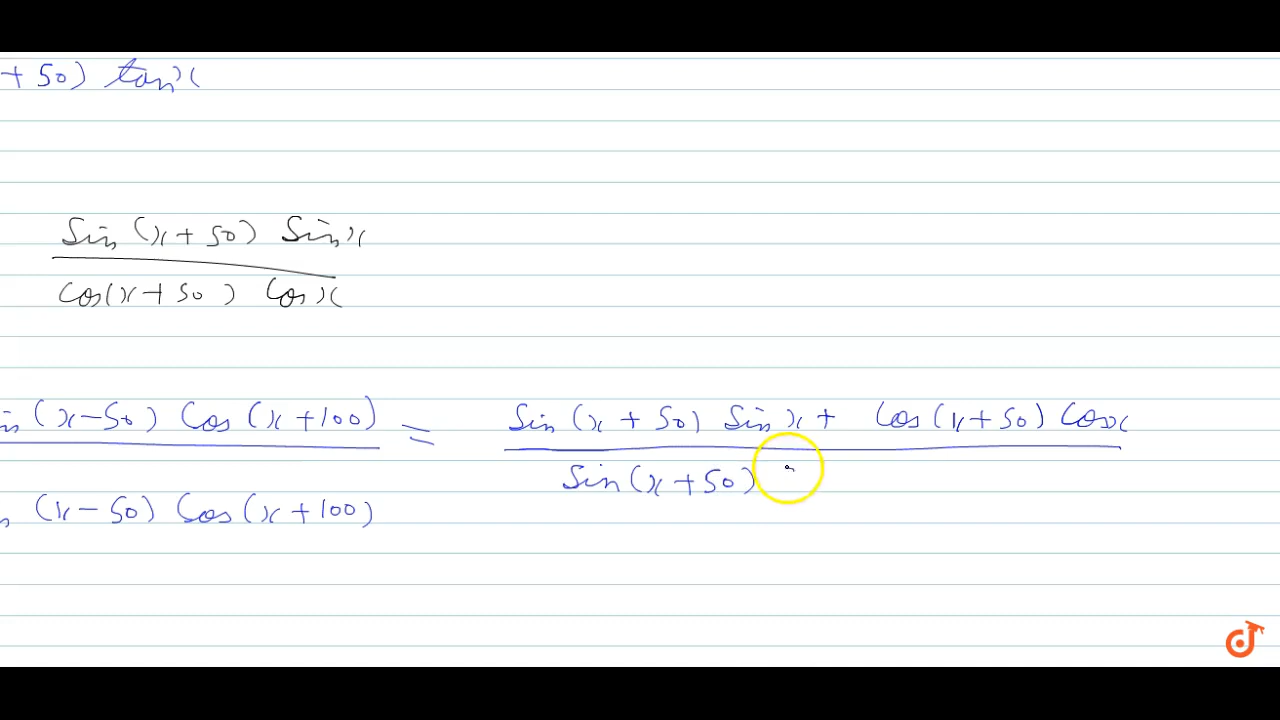 + 50) tan x
Sin (x + 50) Sin x
Cos(x + 50) Cos x
in (x - 50) Cos (x + 100) = Sin (x + 50) Sin x + Cos (x + 50) Cos x
Sin (x + 50)
(x - 50) Cos (x + 100)